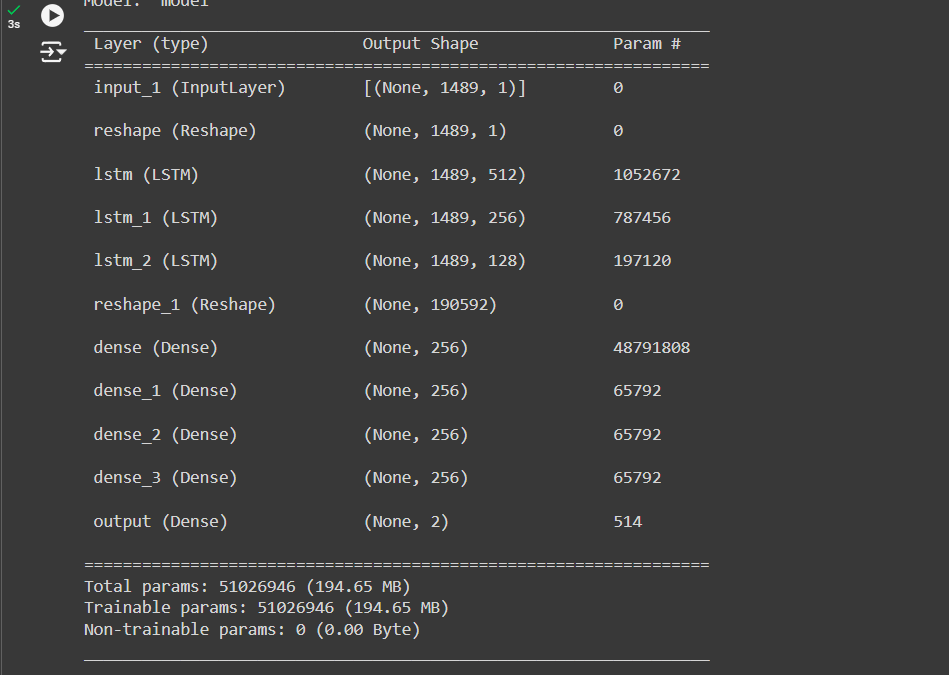 3s
Model: "model"
Layer (type) Output Shape Param #
=================================================================
input_1 (InputLayer) [(None, 1489, 1)] 0
reshape (Reshape) (None, 1489, 1) 0
lstm (LSTM) (None, 1489, 512) 1052672
lstm_1 (LSTM) (None, 1489, 256) 787456
lstm_2 (LSTM) (None, 1489, 128) 197120
reshape_1 (Reshape) (None, 190592) 0
dense (Dense) (None, 256) 48791808
dense_1 (Dense) (None, 256) 65792
dense_2 (Dense) (None, 256) 65792
dense_3 (Dense) (None, 256) 65792
output (Dense) (None, 2) 514
=================================================================
Total params: 51026946 (194.65 MB)
Trainable params: 51026946 (194.65 MB)
Non-trainable params: 0 (0.00 Byte)